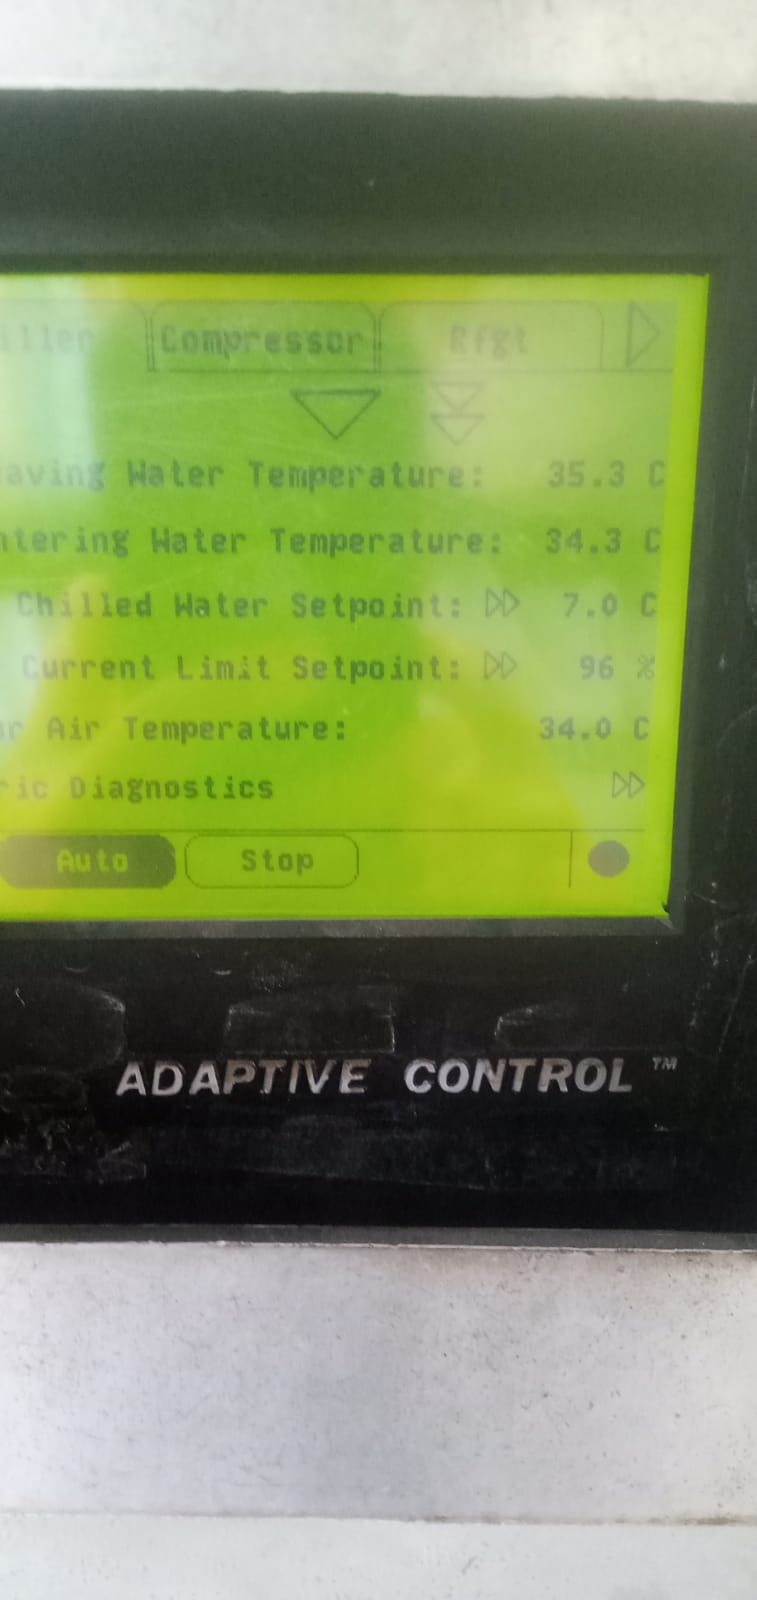 Compressor Rfgt
Water Temperature: 35.3 C
Water Temperature: 34.3 C
Chilled Water Setpoint: 7.0 C
Current Limit Setpoint: 96 %
Air Temperature: 34.0 C
Diagnostics
Auto Stop
ADAPTIVE CONTROL™